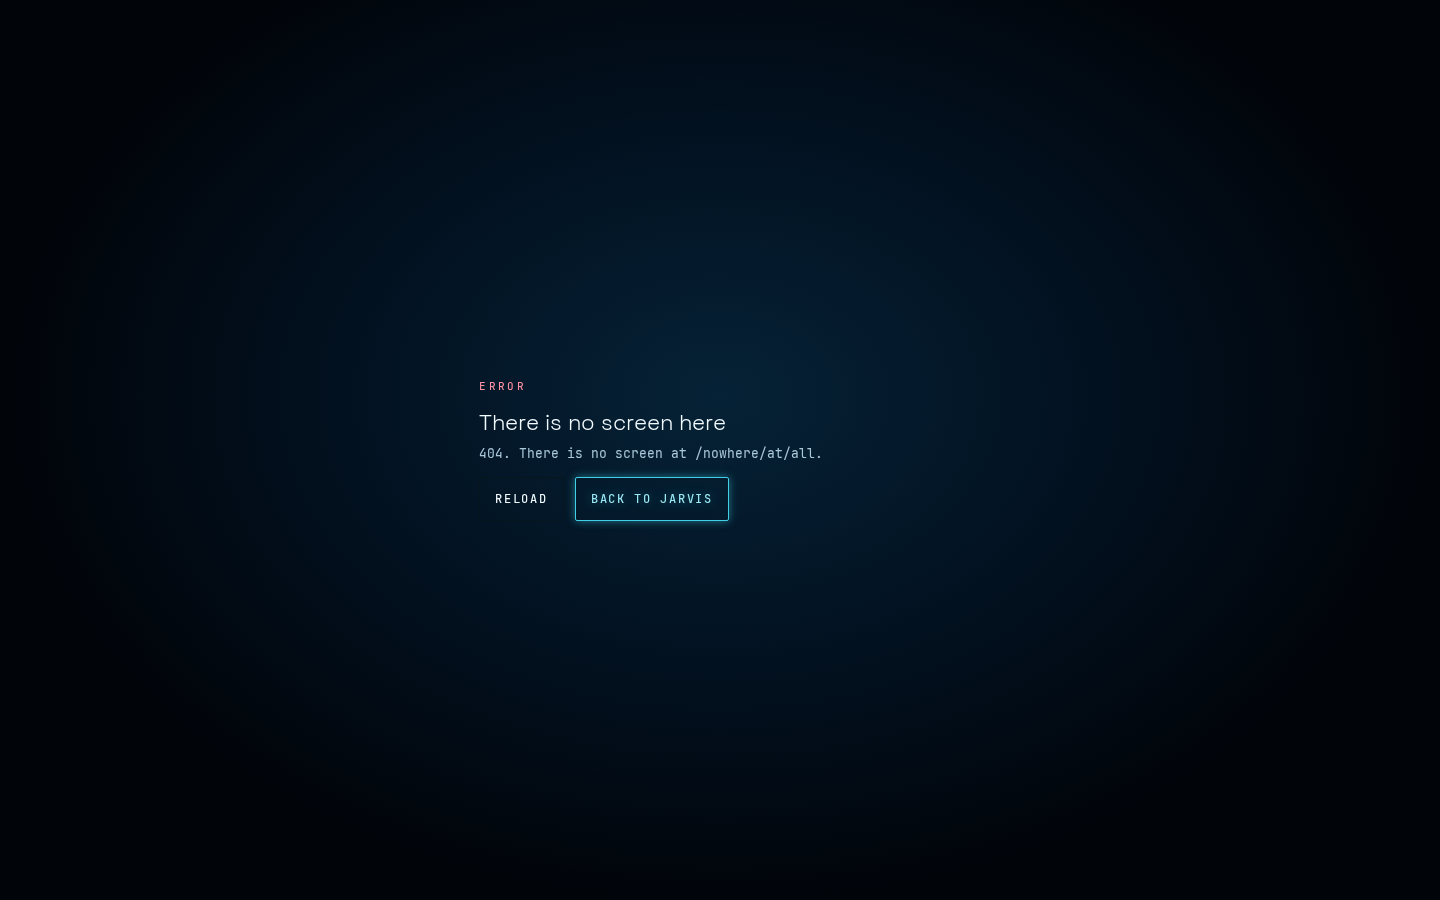 ERROR
There is no screen here
404. There is no screen at /nowhere/at/all.
RELOAD
BACK TO JARVIS